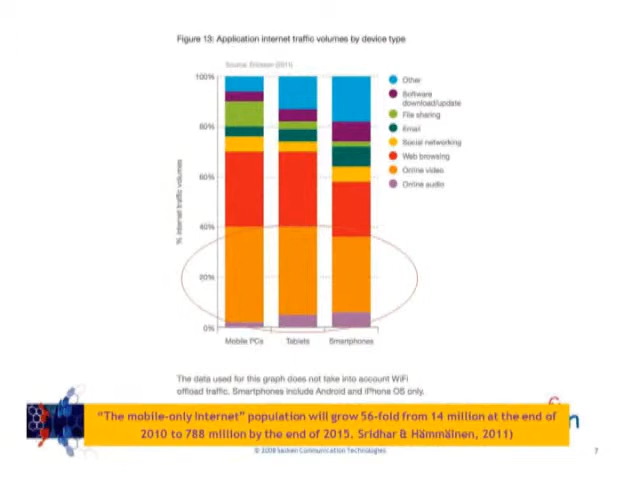 Figure 13: Application internet traffic volumes by device type
Source: Ericsson (2011)
100%
80%
60%
40%
20%
0%
% internet traffic volumes
Other
Software
download/update
File sharing
Email
Social networking
Web browsing
Online video
Online audio
Mobile PCs Tablets Smartphones
The data used for this graph does not take into account WiFi
offload traffic. Smartphones include Android and iPhone OS only.
"The mobile-only Internet” population will grow 56-fold from 14 million at the end of
2010 to 788 million by the end of 2015. Sridhar & Hämmäinen, 2011)
© 2008 Sasken Communication Technologies
7